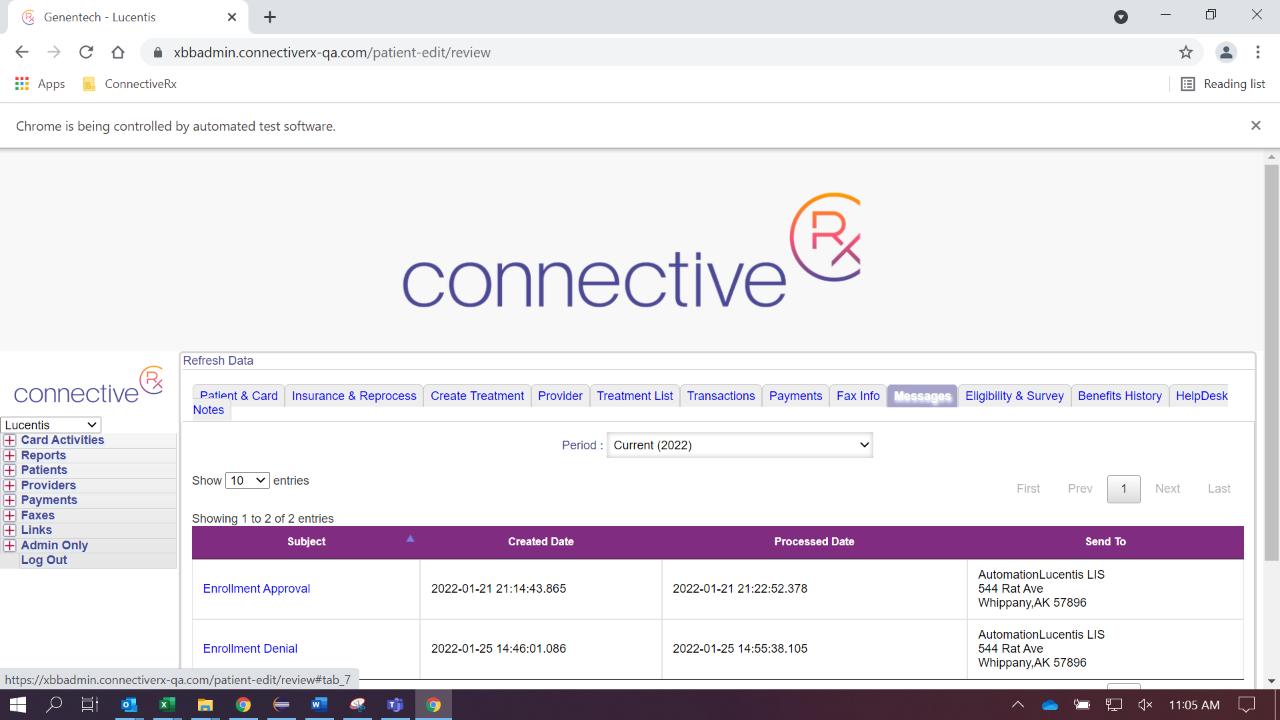 Genentech - Lucentis
xbbadmin.connectiverx-qa.com/patient-edit/review
Apps
ConnectiveRx
Reading list
Chrome is being controlled by automated test software.
connective Rx
Refresh Data
connective Rx
Patient & Card Insurance & Reprocess Create Treatment Provider Treatment List Transactions Payments Fax Info Messages Eligibility & Survey Benefits History HelpDesk
Notes
Lucentis
Card Activities
Reports
Patients
Providers
Payments
Faxes
Links
Admin Only
Log Out
Period : Current (2022)
Show 10 entries
First Prev 1 Next Last
Showing 1 to 2 of 2 entries
Subject Created Date Processed Date Send To
Enrollment Approval 2022-01-21 21:14:43.865 2022-01-21 21:22:52.378 AutomationLucentis LIS
544 Rat Ave
Whippany,AK 57896
Enrollment Denial 2022-01-25 14:46:01.086 2022-01-25 14:55:38.105 AutomationLucentis LIS
544 Rat Ave
Whippany,AK 57896
https://xbbadmin.connectiverx-qa.com/patient-edit/review#tab_7
11:05 AM